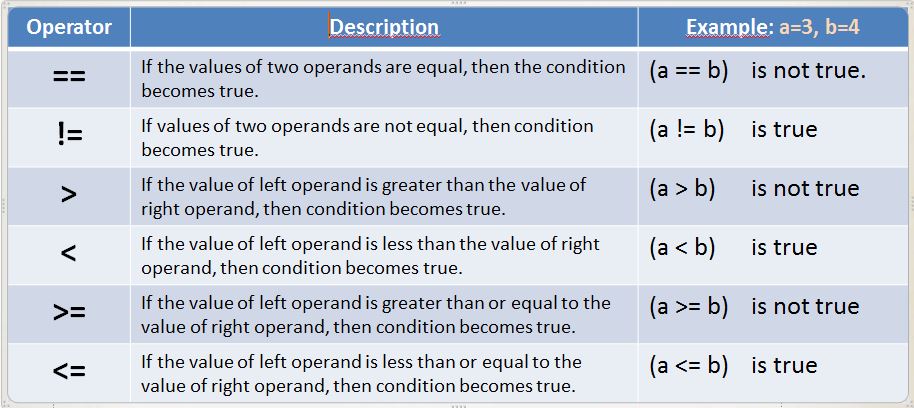 Operator Description Example: a=3, b=4
== If the values of two operands are equal, then the condition (a == b) is not true.
becomes true.
!= If values of two operands are not equal, then condition (a != b) is true
becomes true.
> If the value of left operand is greater than the value of (a > b) is not true
right operand, then condition becomes true.
< If the value of left operand is less than the value of right (a < b) is true
operand, then condition becomes true.
>= If the value of left operand is greater than or equal to the (a >= b) is not true
value of right operand, then condition becomes true.
<= If the value of left operand is less than or equal to the (a <= b) is true
value of right operand, then condition becomes true.